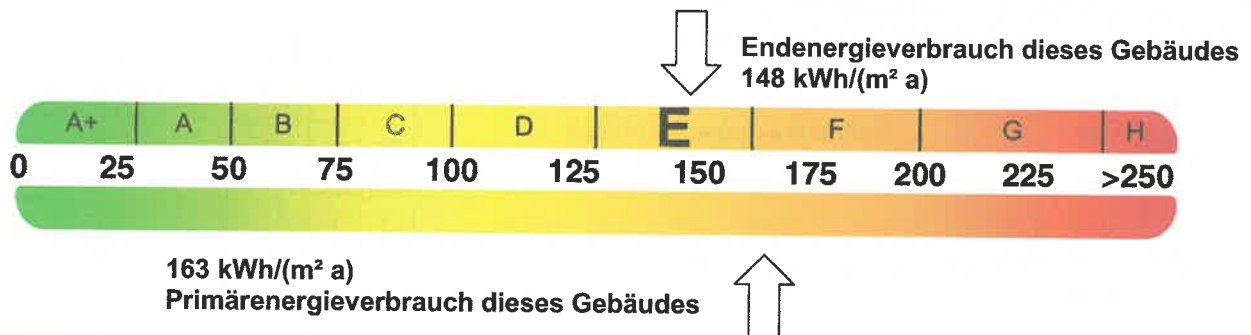 Endenergieverbrauch dieses Gebäudes
148 kWh/(m² a)
A+ A B C D E F G H
0 25 50 75 100 125 150 175 200 225 >250
163 kWh/(m² a)
Primärenergieverbrauch dieses Gebäudes